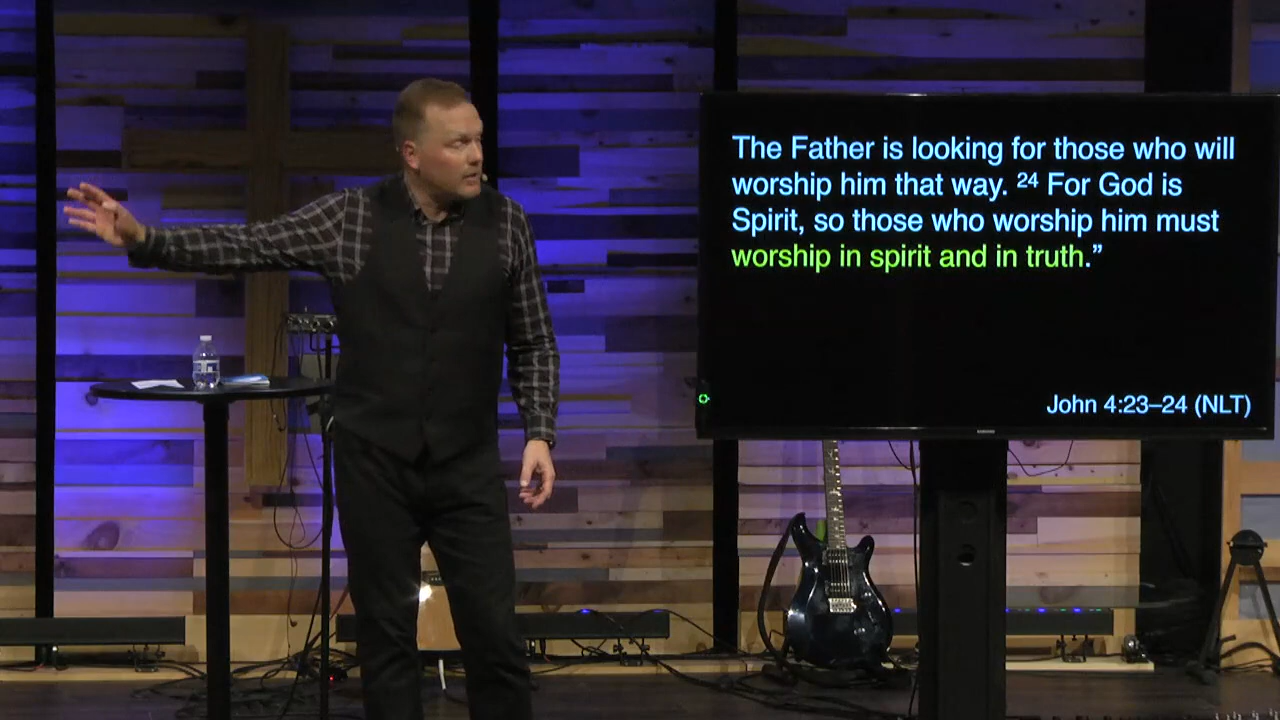 The Father is looking for those who will
worship him that way. ²⁴ For God is
Spirit, so those who worship him must
worship in spirit and in truth.”
John 4:23–24 (NLT)